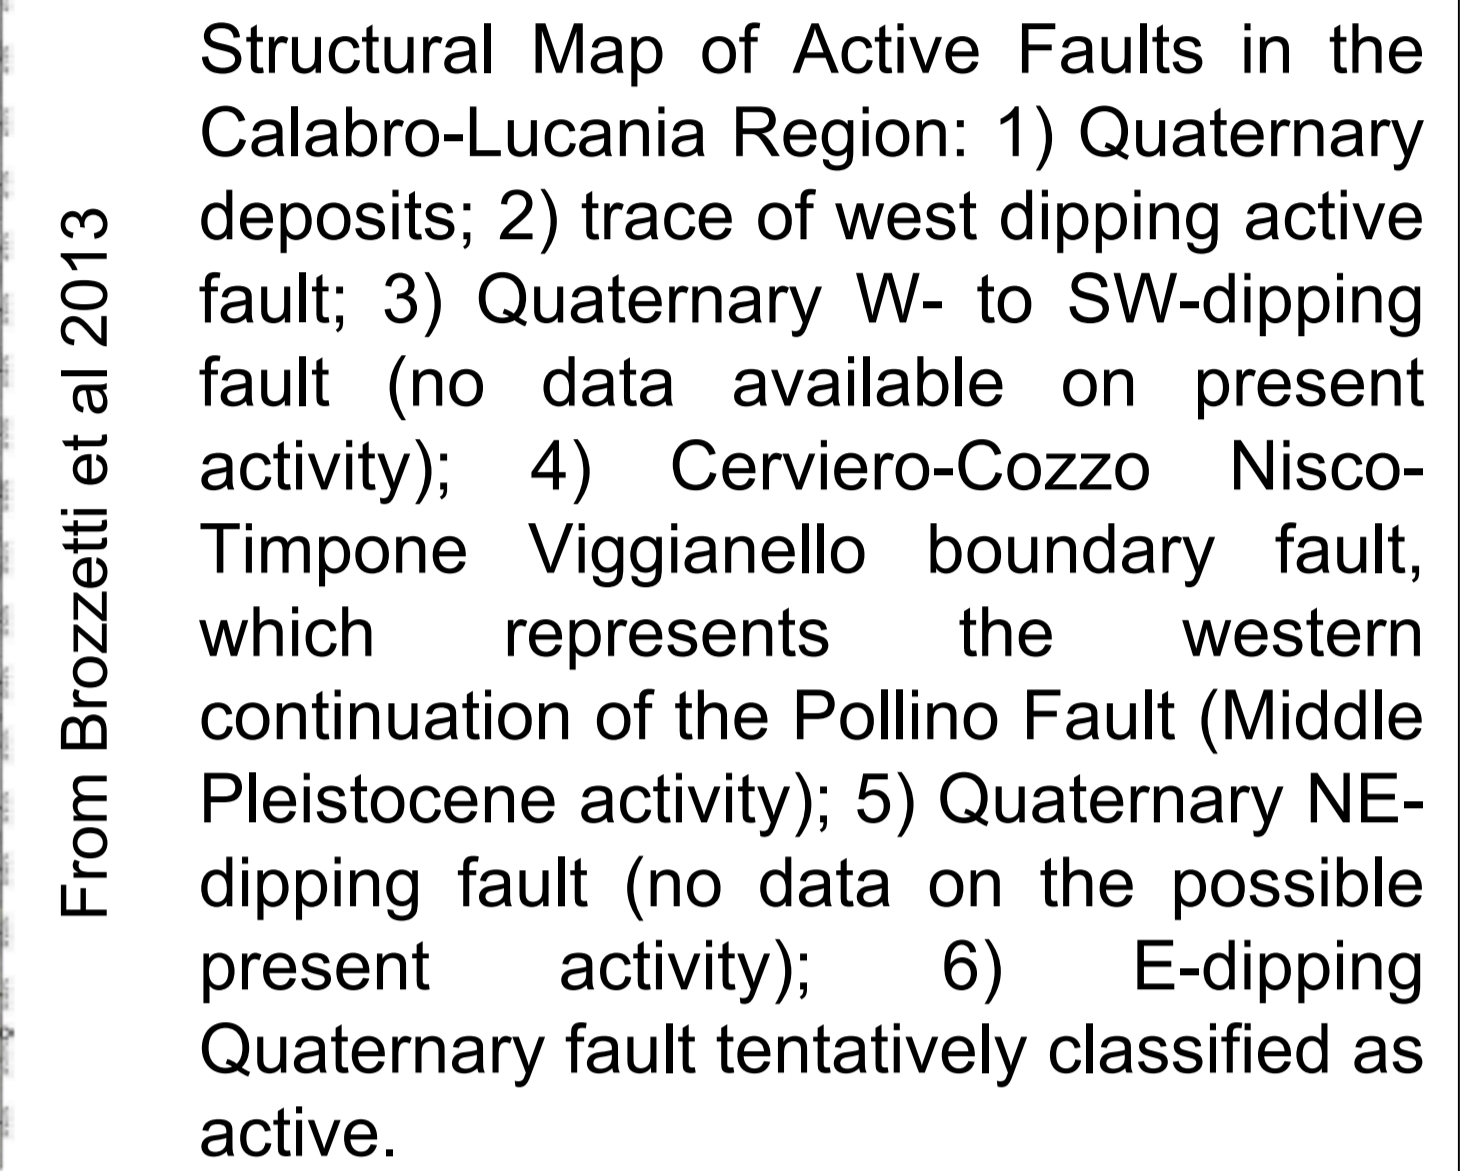 From Brozzetti et al 2013
Structural Map of Active Faults in the
Calabro-Lucania Region: 1) Quaternary
deposits; 2) trace of west dipping active
fault; 3) Quaternary W- to SW-dipping
fault (no data available on present
activity); 4) Cerviero-Cozzo Nisco-
Timpone Viggianello boundary fault,
which represents the western
continuation of the Pollino Fault (Middle
Pleistocene activity); 5) Quaternary NE-
dipping fault (no data on the possible
present activity); 6) E-dipping
Quaternary fault tentatively classified as
active.